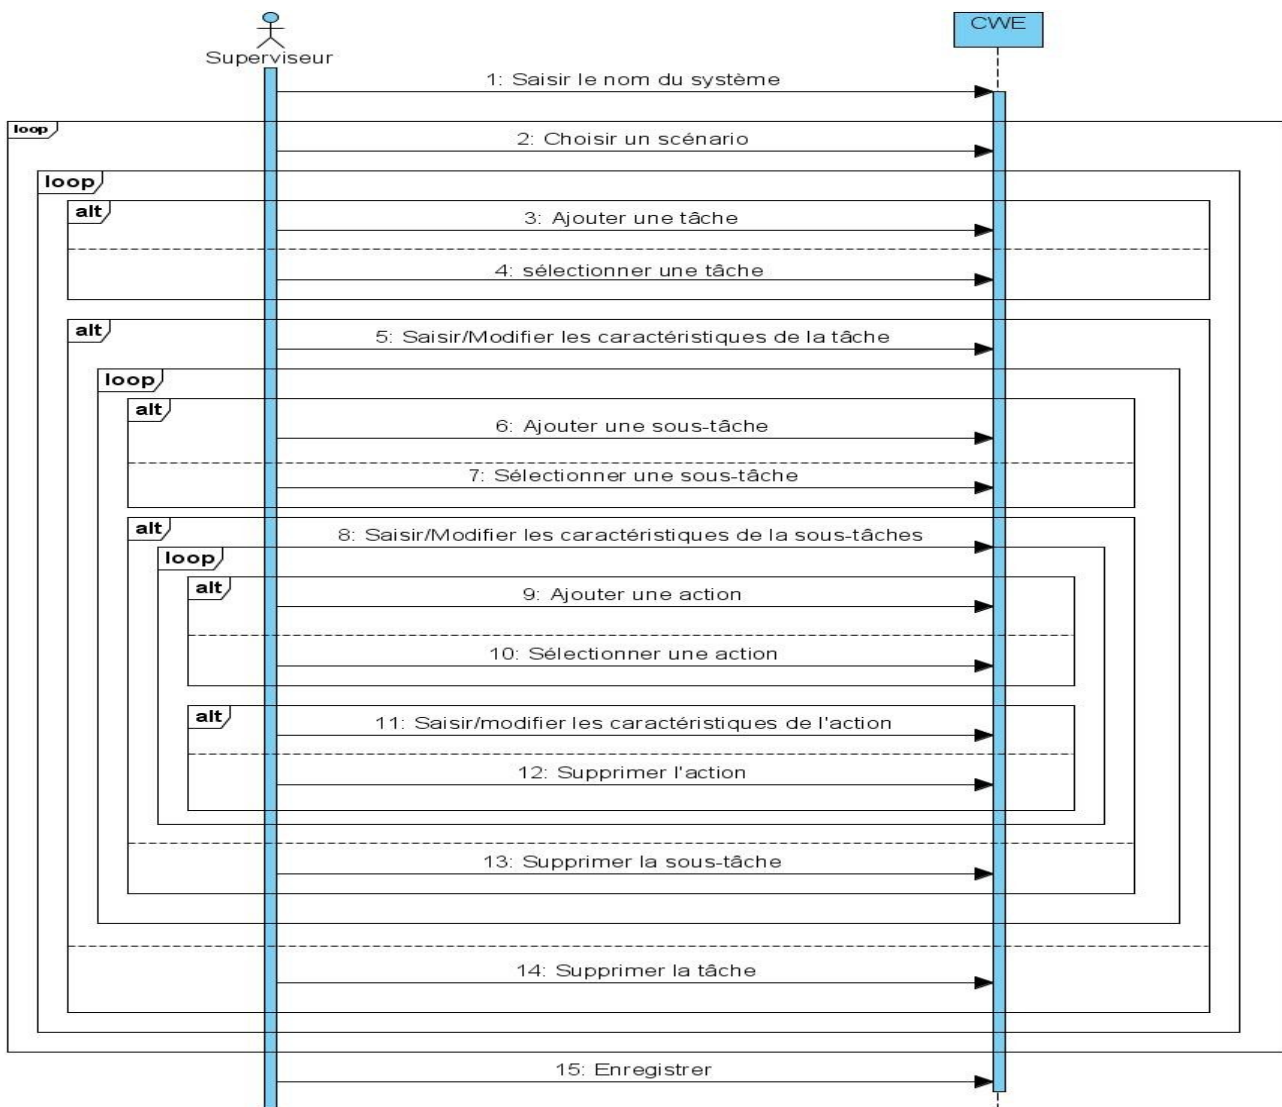 CWE
Superviseur
1: Saisir le nom du système
loop
2: Choisir un scénario
loop
alt
3: Ajouter une tâche
4: sélectionner une tâche
alt
5: Saisir/Modifier les caractéristiques de la tâche
loop
alt
6: Ajouter une sous-tâche
7: Sélectionner une sous-tâche
alt
8: Saisir/Modifier les caractéristiques de la sous-tâches
loop
alt
9: Ajouter une action
10: Sélectionner une action
alt
11: Saisir/modifier les caractéristiques de l'action
12: Supprimer l'action
13: Supprimer la sous-tâche
14: Supprimer la tâche
15: Enregistrer